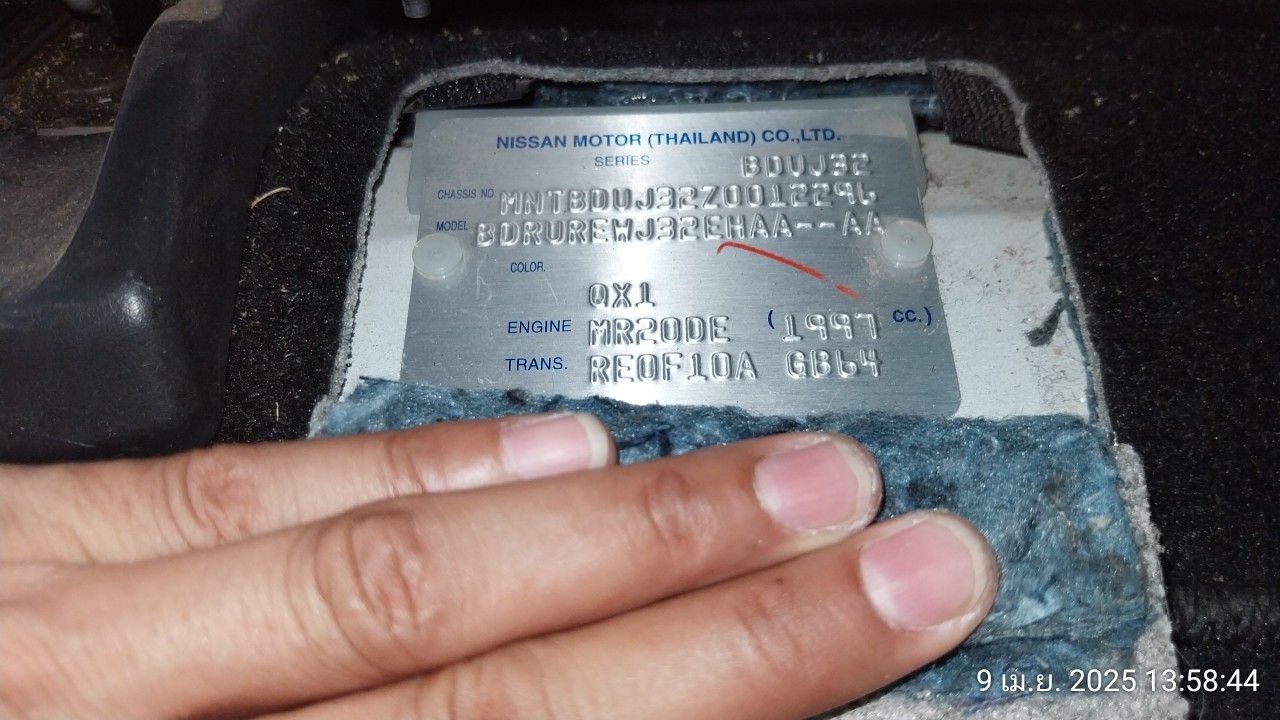 NISSAN MOTOR (THAILAND) CO.,LTD.
SERIES BDUJ32
CHASSIS NO. MNTBDUJ32Z0012296
MODEL BDRUREWJ32EHAA--AA
COLOR.
QX1
ENGINE MR20DE (1997 CC.)
TRANS. RE0F10A GB64
9 เม.ย. 2025 13:58:44